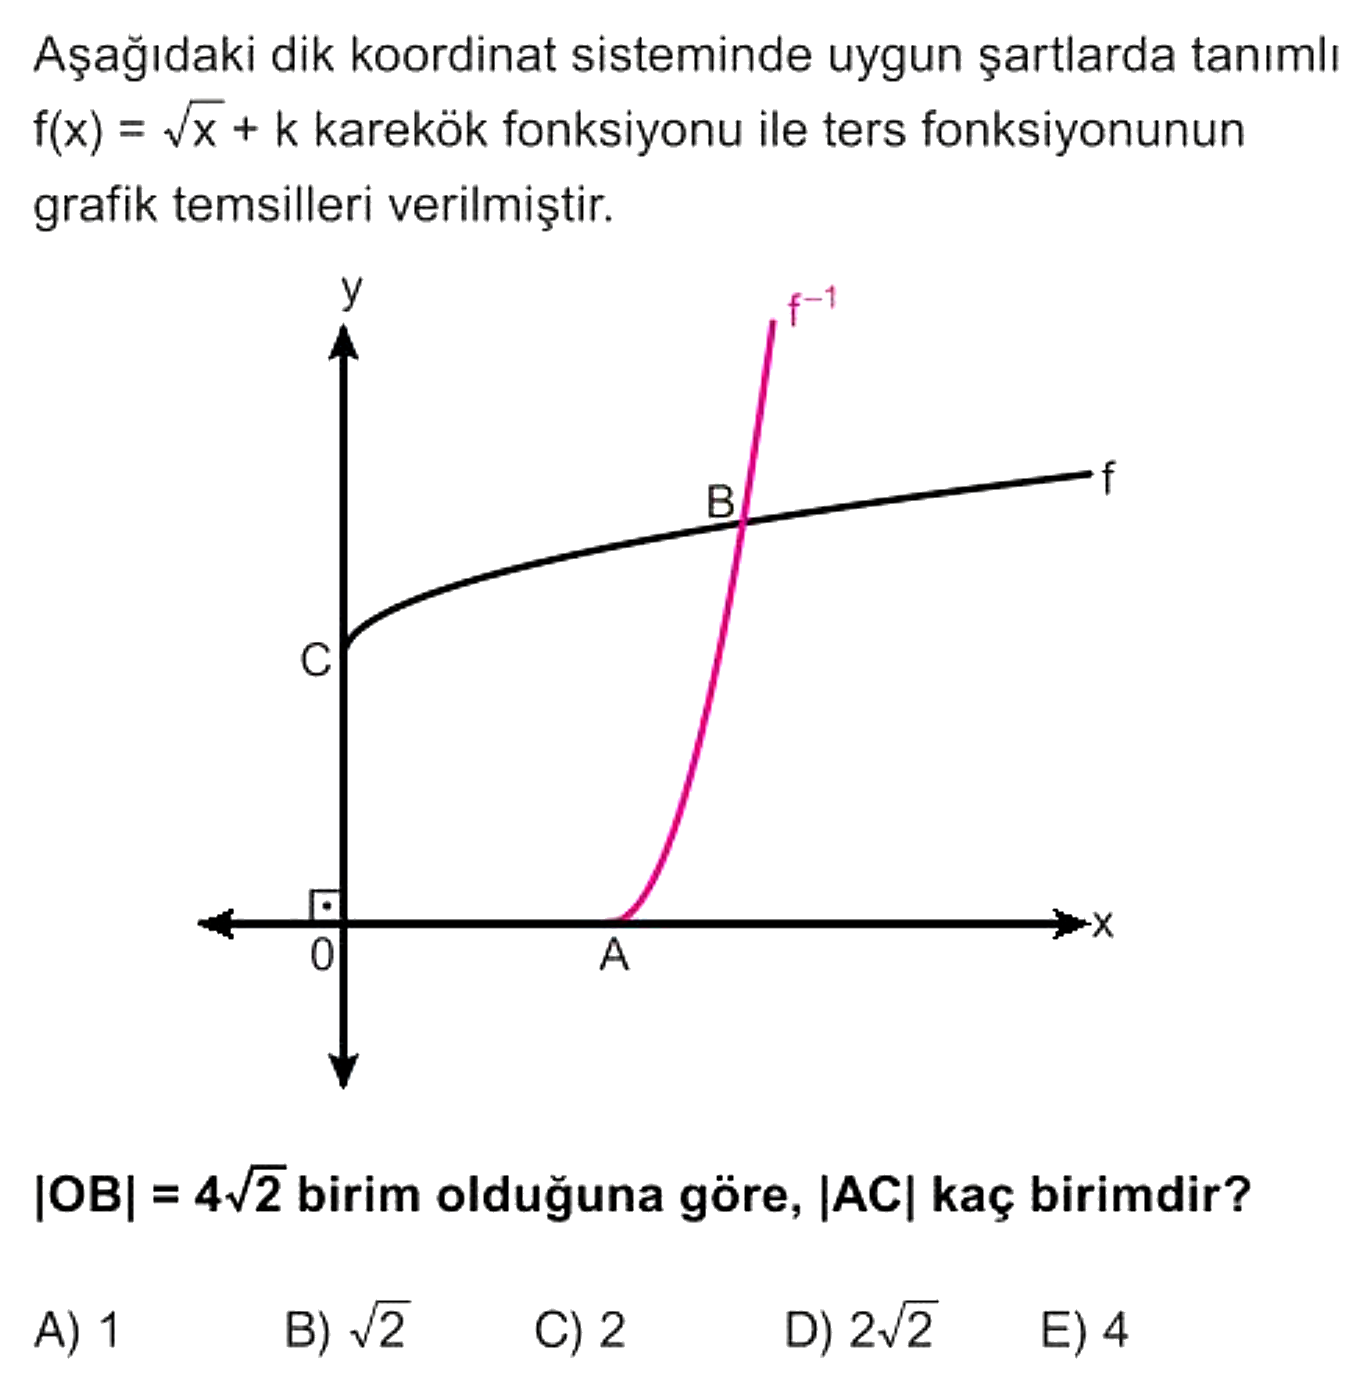 Aşağıdaki dik koordinat sisteminde uygun şartlarda tanımlı
f(x) = √x + k karekök fonksiyonu ile ters fonksiyonunun
grafik temsilleri verilmiştir.
y
f⁻¹
f
B
C
0
A
x
|OB| = 4√2 birim olduğuna göre, |AC| kaç birimdir?
A) 1 B) √2 C) 2 D) 2√2 E) 4